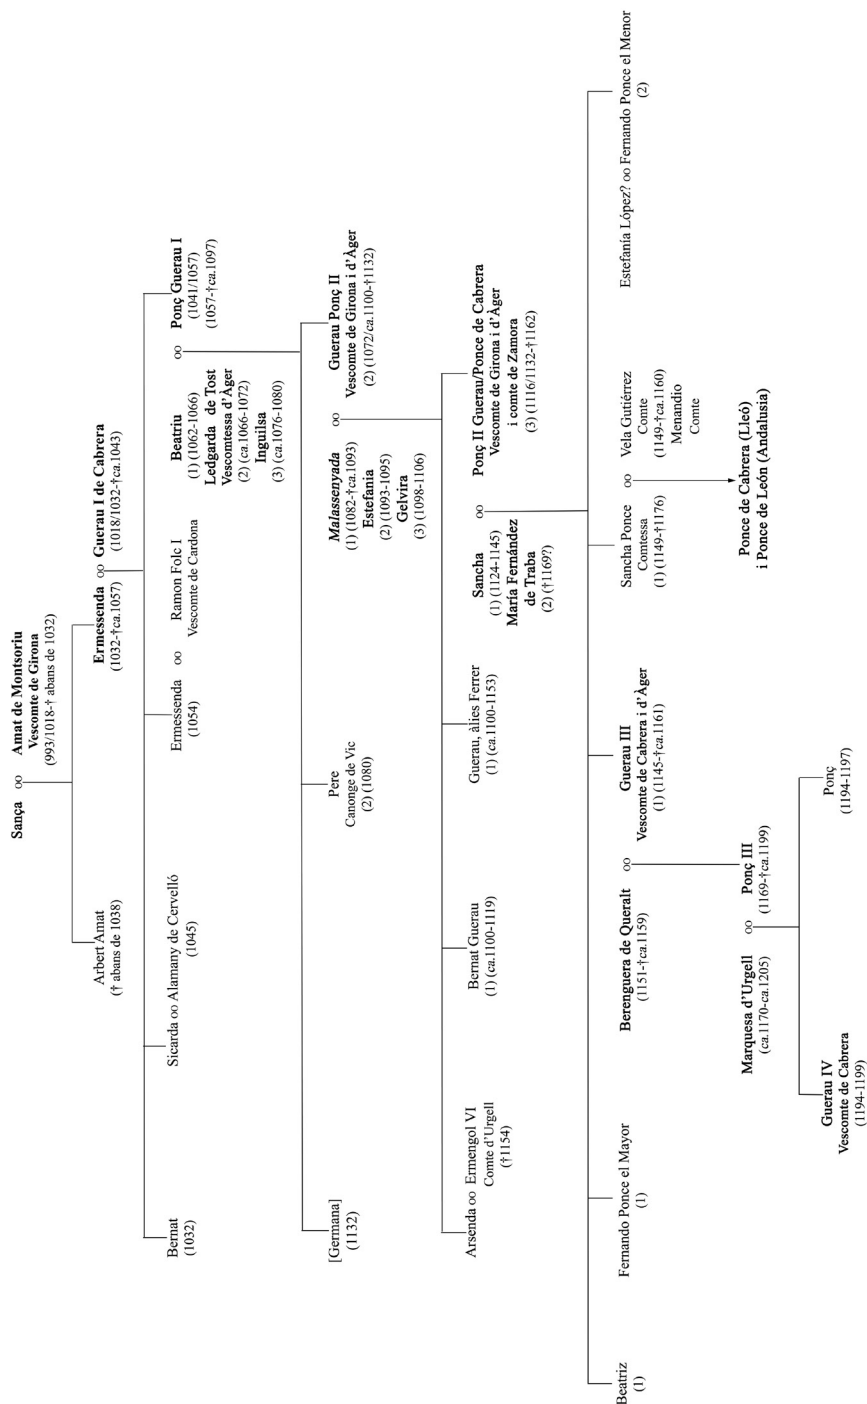 Sança oo Amat de Montsoriu
Vescomte de Girona
(993/1018-† abans de 1032)
Arbert Amat
(† abans de 1038)
Ermessenda oo Guerau I de Cabrera
(1032-†ca.1057)
(1018/1032-†ca.1043)
Bernat
(1032)
Sicarda oo Alamany de Cervelló
(1045)
Ermessenda oo Ramon Folc I
(1054)
Vescomte de Cardona
Beatriu
(1) (1062-1066)
Ledgarda de Tost
Vescomtessa d'Àger
(2) (ca.1066-1072)
Inguilsa
(3) (ca.1076-1080)
oo
Ponç Guerau I
(1041/1057)
(1057-†ca.1097)
[Germana]
(1132)
Pere
Canonge de Vic
(2) (1080)
Malassenyada
(1) (1082-†ca.1093)
Estefania
(2) (1093-1095)
Gelvira
(3) (1098-1106)
oo
Guerau Ponç II
Vescomte de Girona i d'Àger
(2) (1072/ca.1100-†1132)
Arsenda oo Ermengol VI
Comte d'Urgell
(†1154)
Bernat Guerau
(1) (ca.1100-1119)
Guerau, àlies Ferrer
(1) (ca.1100-1153)
Sancha
(1) (1124-1145)
María Fernández
de Traba
(2) (†1169?)
oo
Ponç II Guerau/Ponce de Cabrera
Vescomte de Girona i d'Àger
i comte de Zamora
(3) (1116/1132-†1162)
Beatriz
(1)
Fernando Ponce el Mayor
(1)
Berenguera de Queralt
(1151-†ca.1159)
oo
Guerau III
Vescomte de Cabrera i d'Àger
(1) (1145-†ca.1161)
Sancha Ponce
Comtessa
(1) (1149-†1176)
oo
Vela Gutiérrez
Comte
(1149-†ca.1160)
Menandio
Comte
Estefanía López? oo Fernando Ponce el Menor
(2)
Marquesa d'Urgell
(ca.1170-ca.1205)
oo
Ponç III
(1169-†ca.1199)
Ponce de Cabrera (Lleó)
i Ponce de León (Andalusia)
Guerau IV
Vescomte de Cabrera
(1194-1199)
Ponç
(1194-1197)